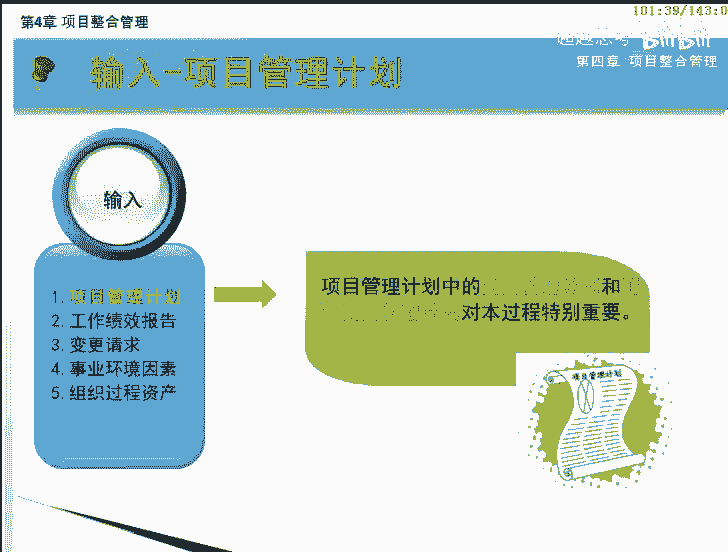 第4章 项目整合管理
101:39/143:0
第四章 项目整合管理
输入-项目管理计划
输入
1. 项目管理计划
2. 工作绩效报告
3. 变更请求
4. 事业环境因素
5. 组织过程资产
项目管理计划中的
和
对本过程特别重要。
项目管理计划